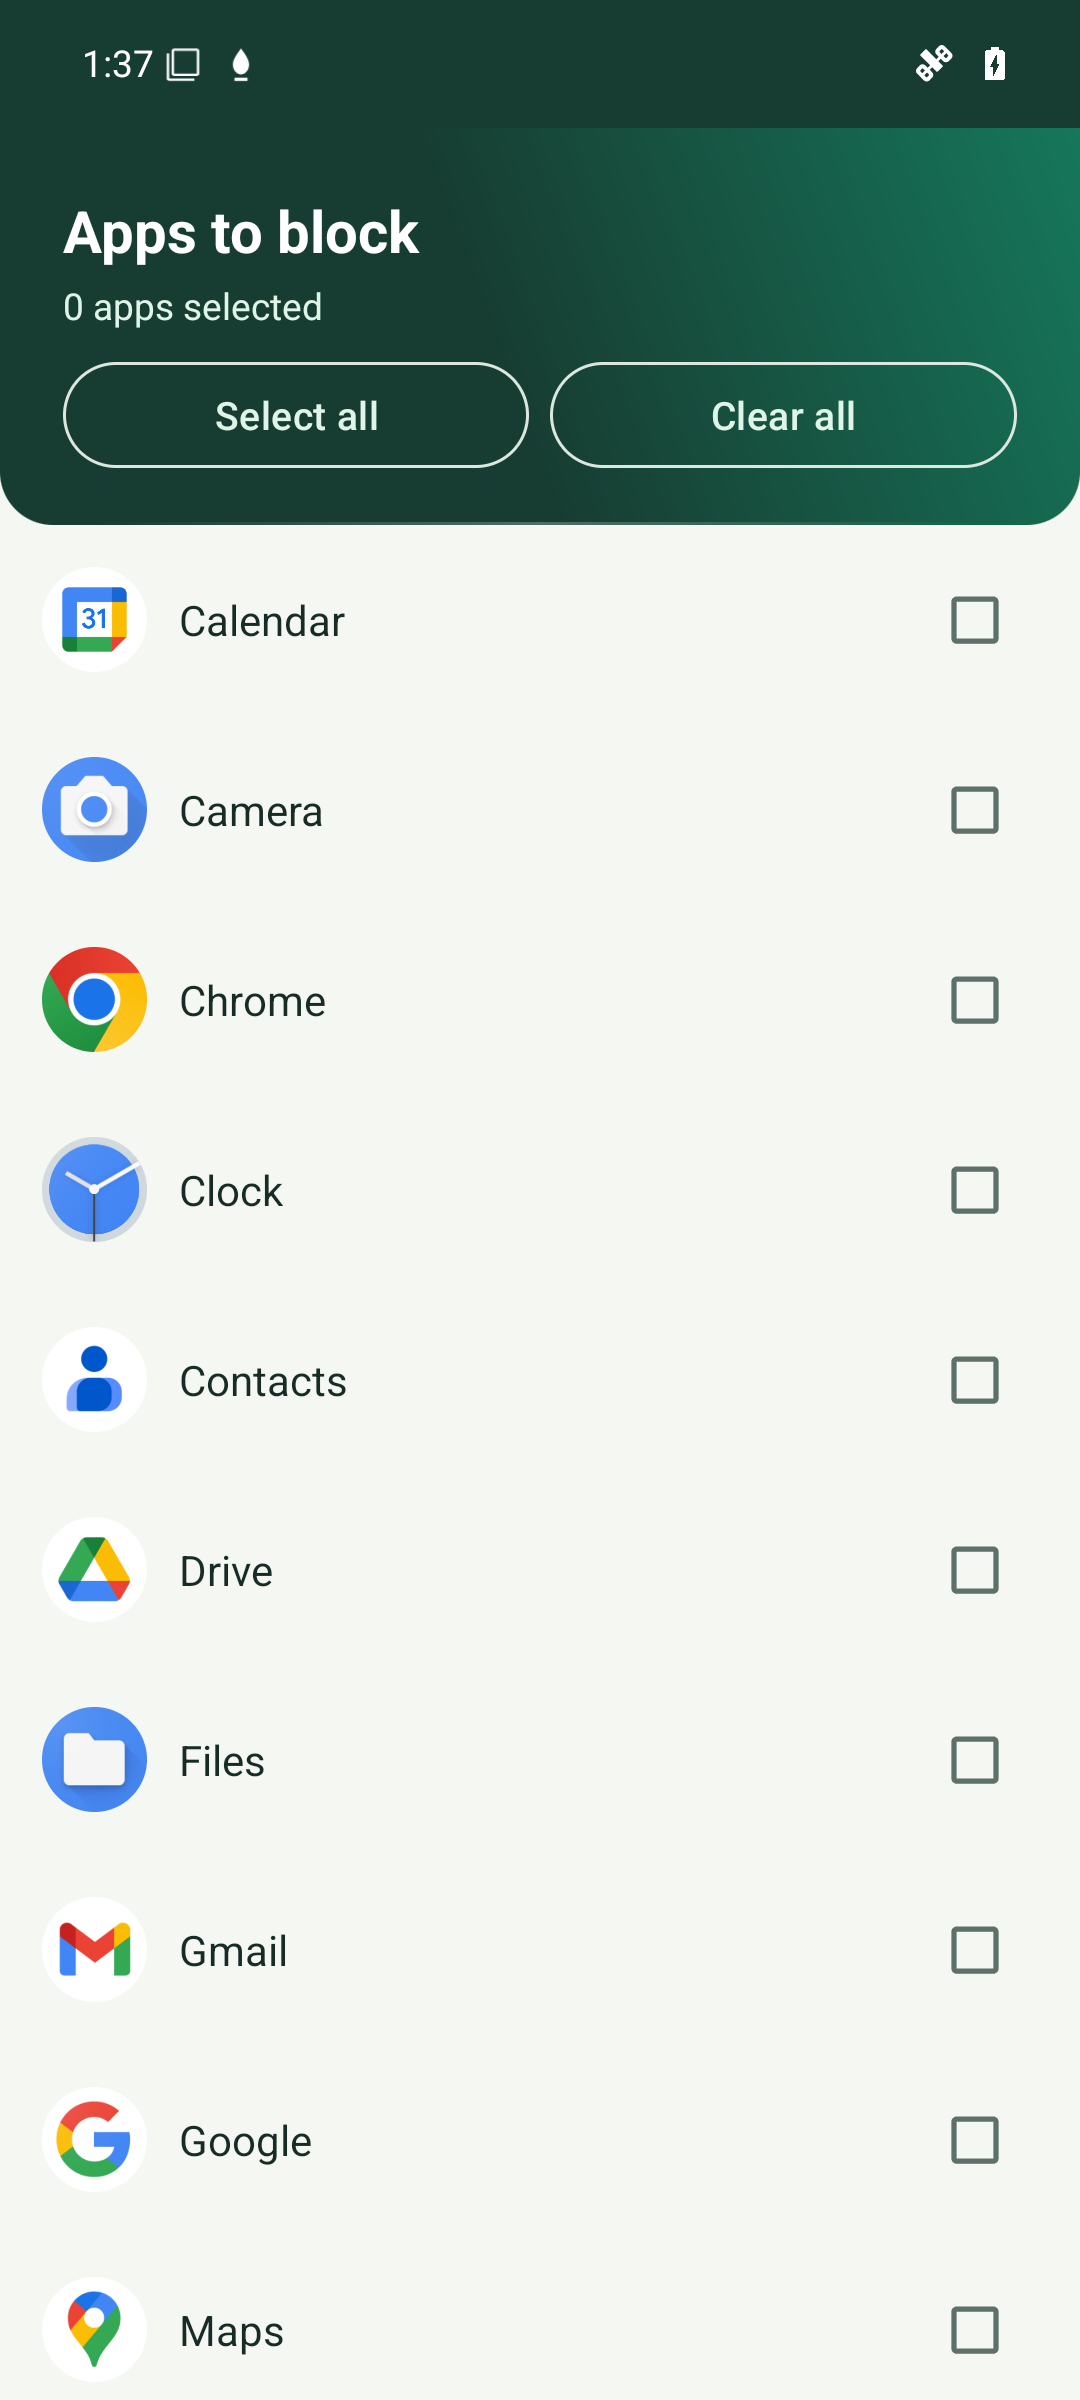 1:37
Apps to block
0 apps selected
Select all
Clear all
31
Calendar
Camera
Chrome
Clock
Contacts
Drive
Files
Gmail
Google
Maps